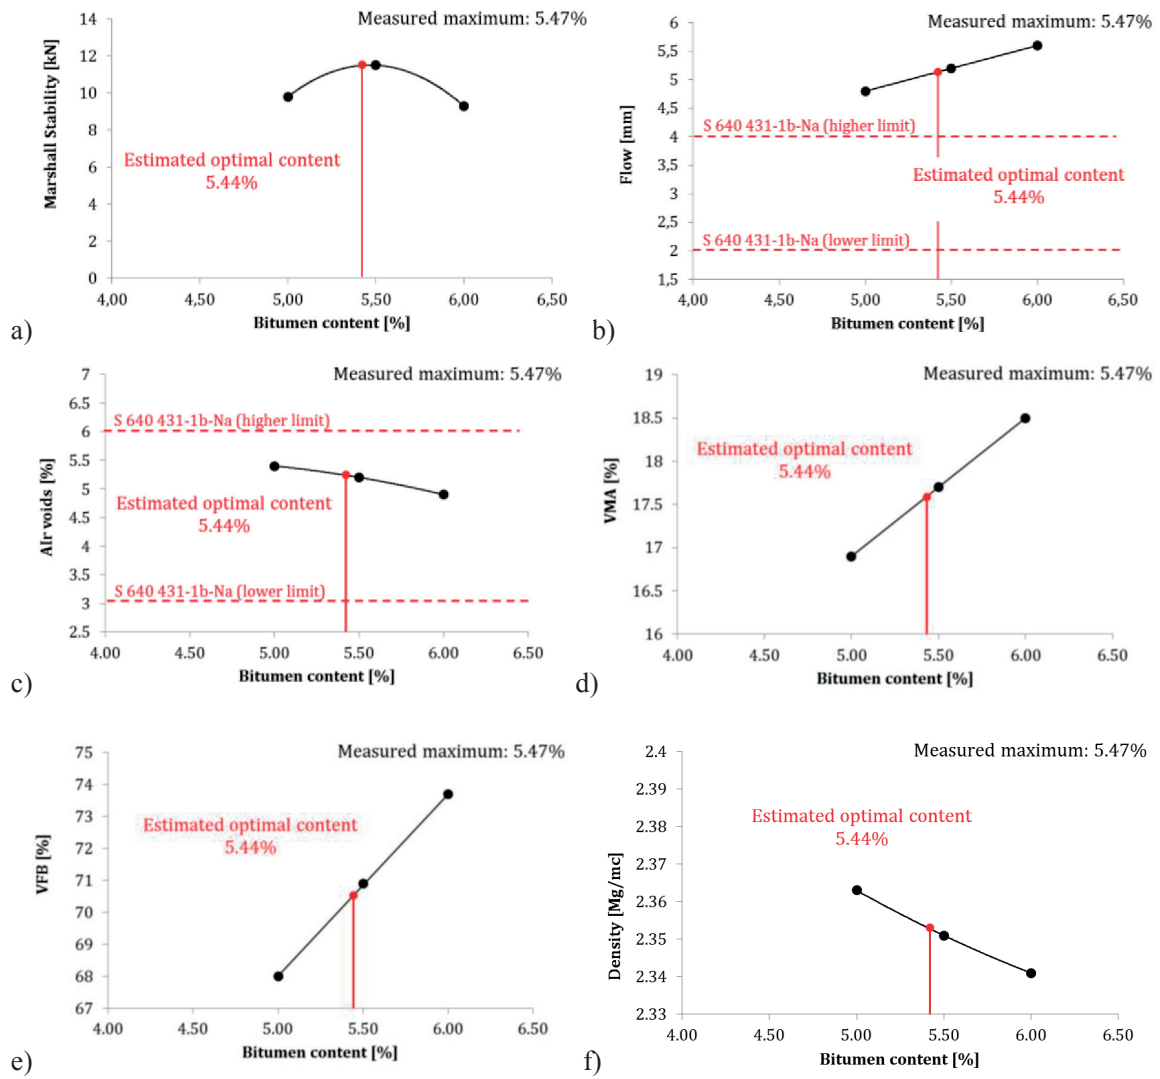 Measured maximum: 5.47%
14
12
10
8
6
4
2
0
Marshall Stability [kN]
Estimated optimal content
5.44%
4,00
4,50
5,00
5,50
6,00
6,50
Bitumen content [%]
a)
Measured maximum: 5.47%
6
5,5
5
4,5
4
3,5
3
2,5
2
1,5
Flow [mm]
S 640 431-1b-Na (higher limit)
Estimated optimal content
5.44%
S 640 431-1b-Na (lower limit)
4,00
4,50
5,00
5,50
6,00
6,50
Bitumen content [%]
b)
Measured maximum: 5.47%
7
6.5
6
5.5
5
4.5
4
3.5
3
2.5
AIr voids [%]
S 640 431-1b-Na (higher limit)
Estimated optimal content
5.44%
S 640 431-1b-Na (lower limit)
4.00
4.50
5.00
5.50
6.00
6.50
Bitumen content [%]
c)
Measured maximum: 5.47%
19
18.5
18
17.5
17
16.5
16
VMA [%]
Estimated optimal content
5.44%
4.00
4.50
5.00
5.50
6.00
6.50
Bitumen content [%]
d)
Measured maximum: 5.47%
75
74
73
72
71
70
69
68
67
VFB [%]
Estimated optimal content
5.44%
4.00
4.50
5.00
5.50
6.00
6.50
Bitumen content [%]
e)
Measured maximum: 5.47%
2.4
2.39
2.38
2.37
2.36
2.35
2.34
2.33
Density [Mg/mc]
Estimated optimal content
5.44%
4.00
4.50
5.00
5.50
6.00
6.50
Bitumen content [%]
f)